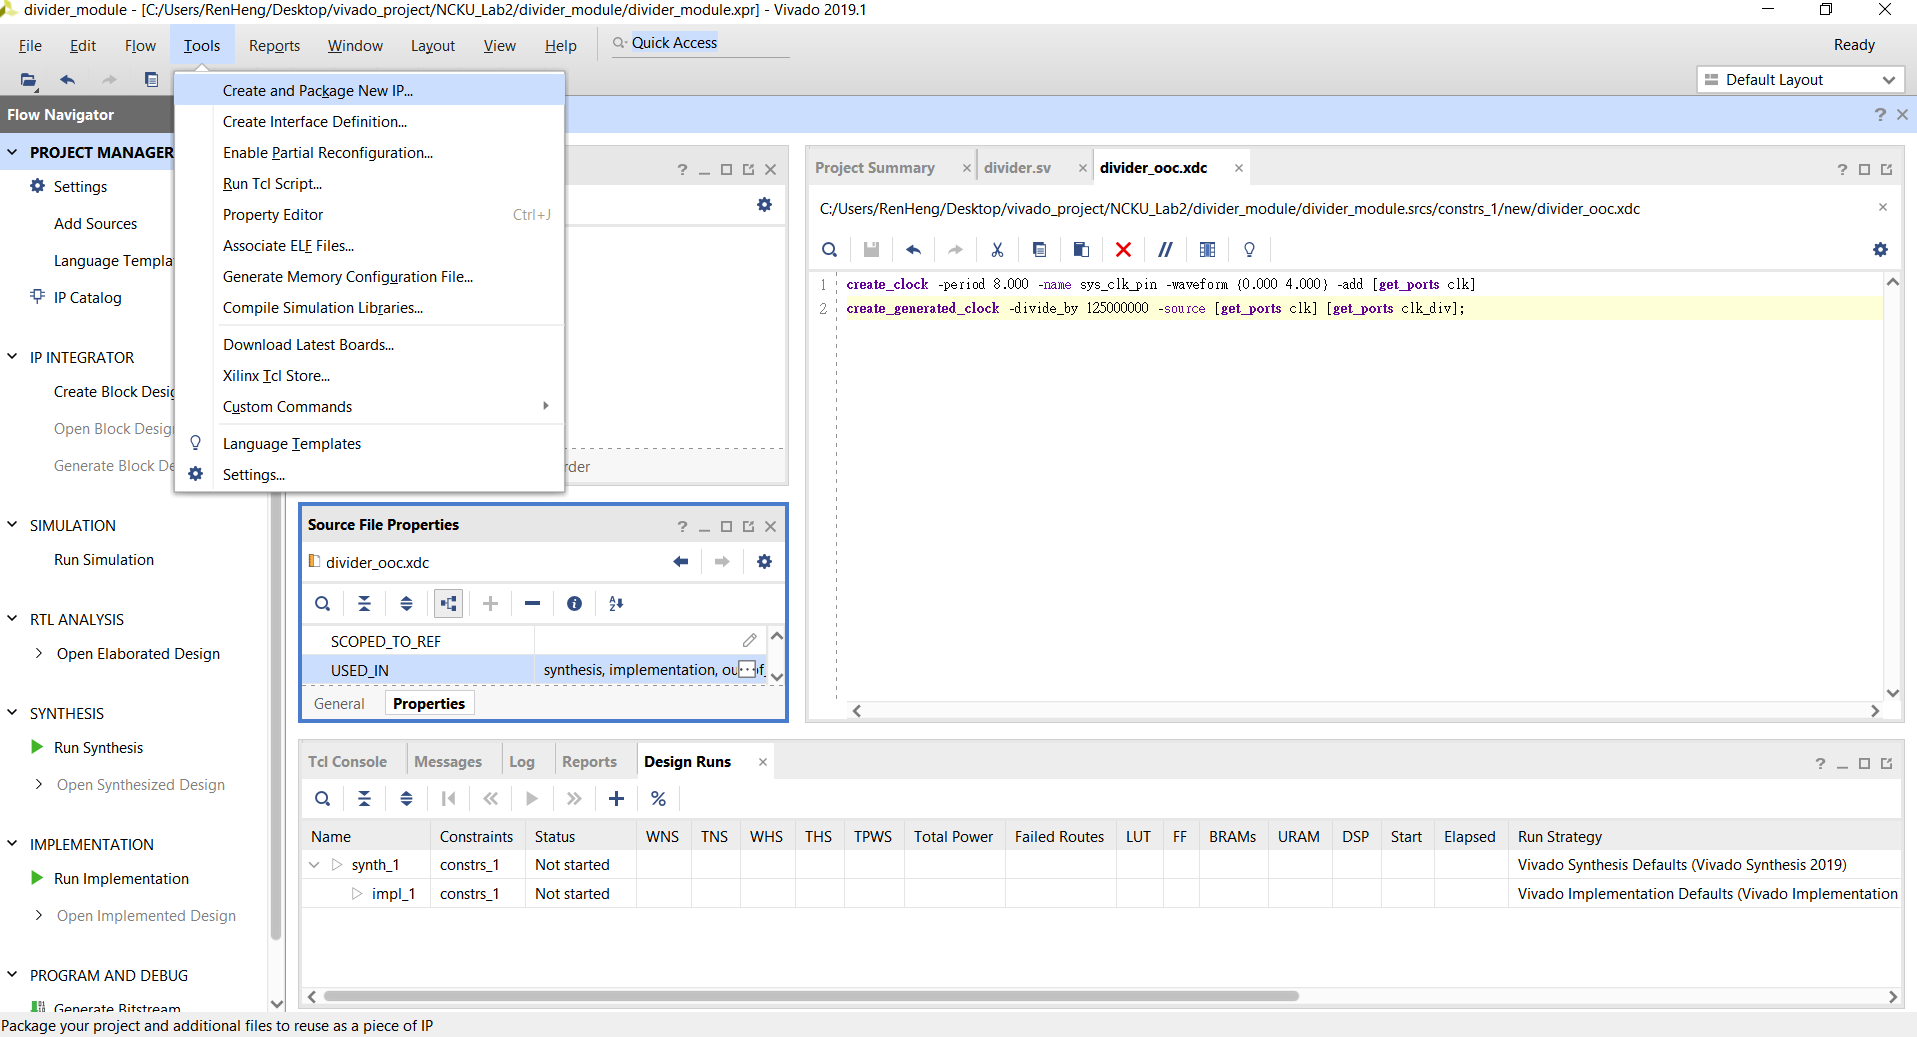 divider_module - [C:/Users/RenHeng/Desktop/vivado_project/NCKU_Lab2/divider_module/divider_module.xpr] - Vivado 2019.1
File Edit Flow Tools Reports Window Layout View Help Quick Access Ready
Default Layout
Flow Navigator
PROJECT MANAGER
Settings
Add Sources
Language Templa
IP Catalog
IP INTEGRATOR
Create Block Desig
Open Block Desig
Generate Block De
SIMULATION
Run Simulation
RTL ANALYSIS
Open Elaborated Design
SYNTHESIS
Run Synthesis
Open Synthesized Design
IMPLEMENTATION
Run Implementation
Open Implemented Design
PROGRAM AND DEBUG
Generate Bitstream
Create and Package New IP...
Create Interface Definition...
Enable Partial Reconfiguration...
Run Tcl Script...
Property Editor Ctrl+J
Associate ELF Files...
Generate Memory Configuration File...
Compile Simulation Libraries...
Download Latest Boards...
Xilinx Tcl Store...
Custom Commands
Language Templates
Settings...
rder
Source File Properties
divider_ooc.xdc
SCOPED_TO_REF
USED_IN synthesis, implementation, ou
General Properties
Project Summary divider.sv divider_ooc.xdc
C:/Users/RenHeng/Desktop/vivado_project/NCKU_Lab2/divider_module/divider_module.srcs/constrs_1/new/divider_ooc.xdc
1 create_clock -period 8.000 -name sys_clk_pin -waveform {0.000 4.000} -add [get_ports clk]
2 create_generated_clock -divide_by 125000000 -source [get_ports clk] [get_ports clk_div];
Tcl Console Messages Log Reports Design Runs
Name Constraints Status WNS TNS WHS THS TPWS Total Power Failed Routes LUT FF BRAMs URAM DSP Start Elapsed Run Strategy
synth_1 constrs_1 Not started Vivado Synthesis Defaults (Vivado Synthesis 2019)
impl_1 constrs_1 Not started Vivado Implementation Defaults (Vivado Implementation
Package your project and additional files to reuse as a piece of IP